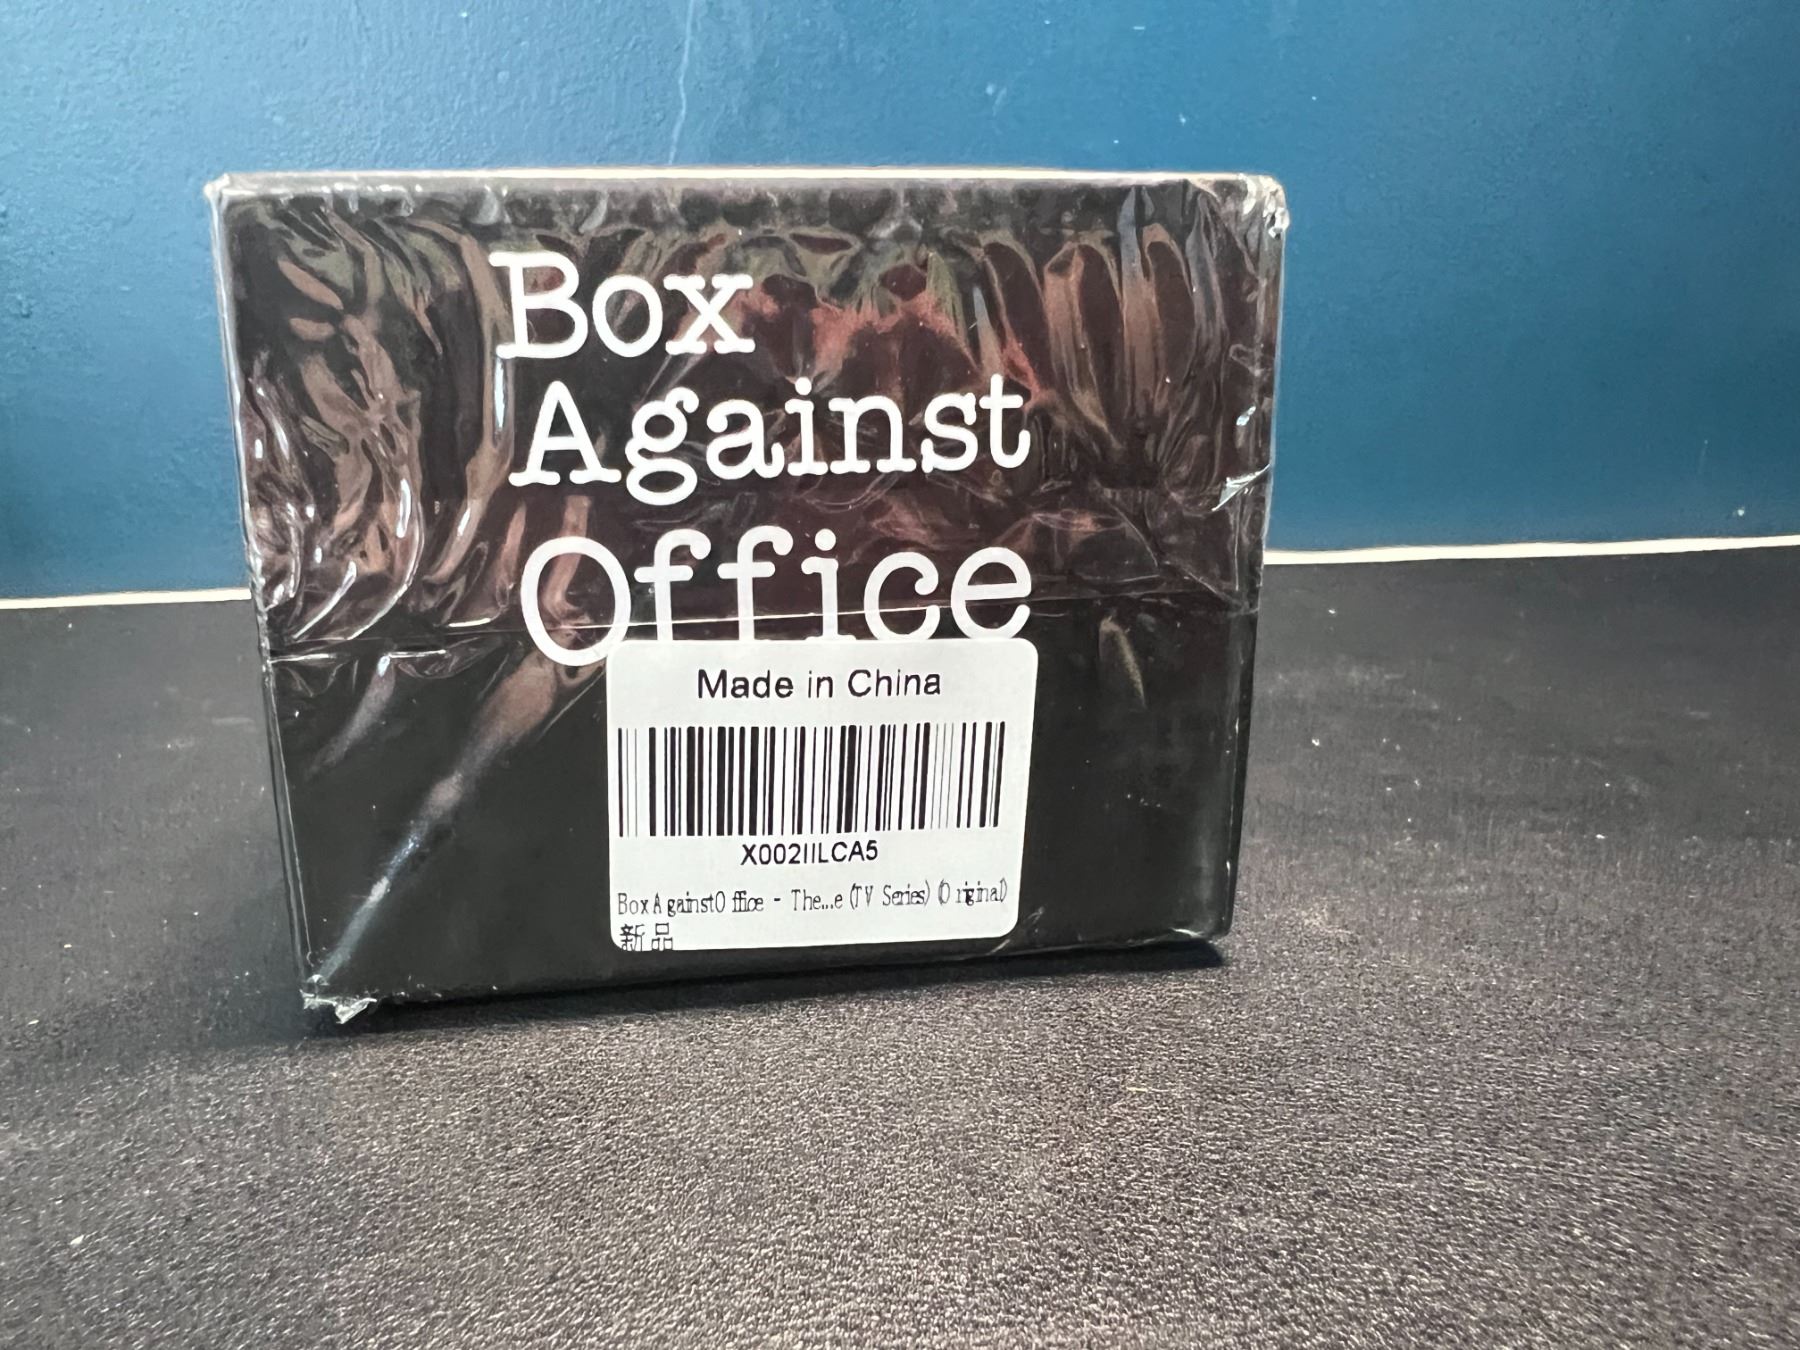 Box
Against
Office
Made in China
X002IILCA5
BoxAgainstOffice - The...e (TV Series) (Original)
新品